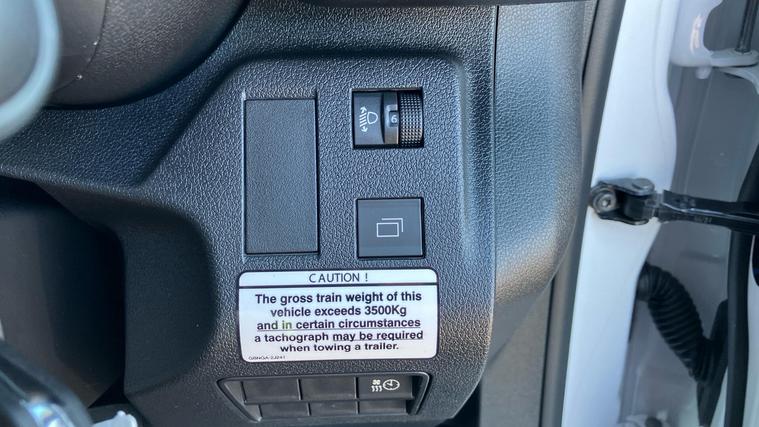 CAUTION !
The gross train weight of this
vehicle exceeds 3500Kg
and in certain circumstances
a tachograph may be required
when towing a trailer.